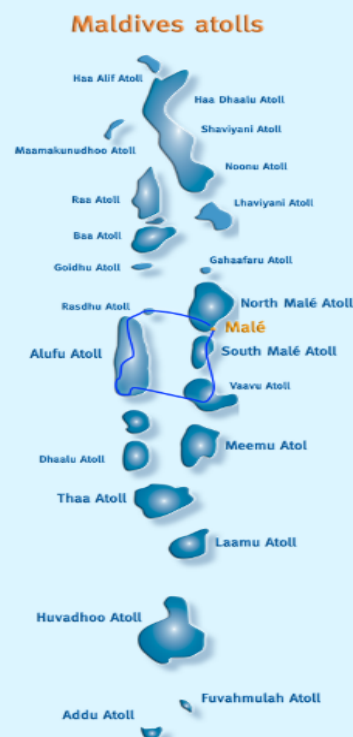 Maldives atolls
Haa Alif Atoll
Haa Dhaalu Atoll
Shaviyani Atoll
Maamakunudhoo Atoll
Noonu Atoll
Raa Atoll
Lhaviyani Atoll
Baa Atoll
Goidhu Atoll
Gahaafaru Atoll
Rasdhu Atoll
North Malé Atoll
Malé
Alufu Atoll
South Malé Atoll
Vaavu Atoll
Meemu Atol
Dhaalu Atoll
Thaa Atoll
Laamu Atoll
Huvadhoo Atoll
Fuvahmulah Atoll
Addu Atoll